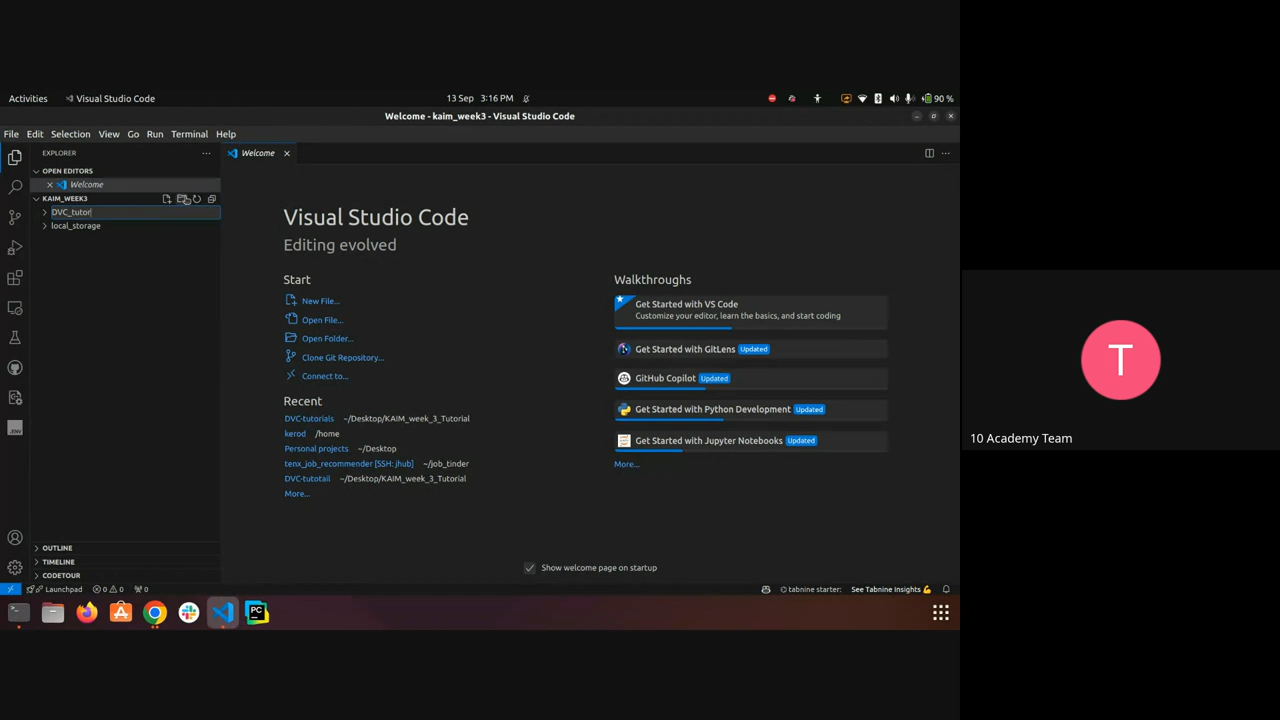 Activities
Visual Studio Code
13 Sep 3:16 PM
90 %
Welcome - kaim_week3 - Visual Studio Code
File Edit Selection View Go Run Terminal Help
EXPLORER
Welcome
OPEN EDITORS
Welcome
KAIM_WEEK3
DVC_tutor
local_storage
Visual Studio Code
Editing evolved
Start
New File...
Open File...
Open Folder...
Clone Git Repository...
Connect to...
Recent
DVC-tutorials ~/Desktop/KAIM_week_3_Tutorial
kerod /home
Personal projects ~/Desktop
tenx_job_recommender [SSH: jhub] ~/job_tinder
DVC-tutotail ~/Desktop/KAIM_week_3_Tutorial
More...
Walkthroughs
Get Started with VS Code
Customize your editor, learn the basics, and start coding
Get Started with GitLens Updated
GitHub Copilot Updated
Get Started with Python Development Updated
Get Started with Jupyter Notebooks Updated
More...
Show welcome page on startup
OUTLINE
TIMELINE
CODETOUR
Launchpad 0 0 0
tabnine starter: See Tabnine Insights
.ENV
PC
T
10 Academy Team